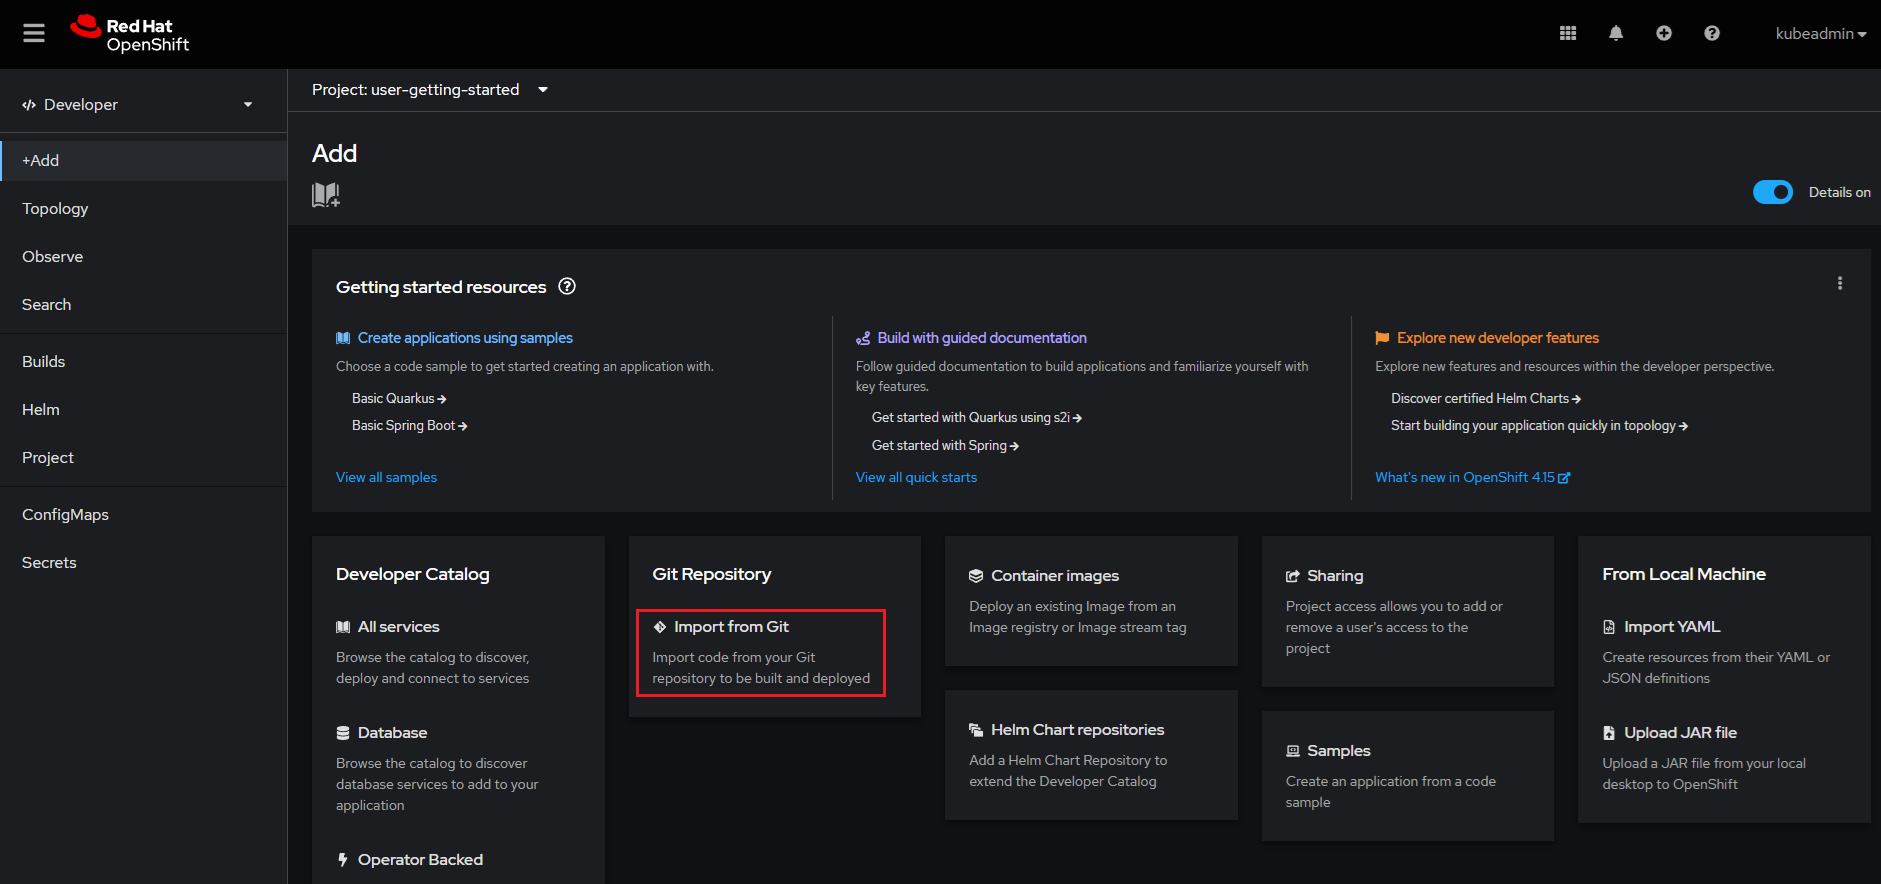 Red Hat
OpenShift
kubeadmin
Developer
+Add
Topology
Observe
Search
Builds
Helm
Project
ConfigMaps
Secrets
Project: user-getting-started
Add
Details on
Getting started resources
Create applications using samples
Choose a code sample to get started creating an application with.
Basic Quarkus
Basic Spring Boot
View all samples
Build with guided documentation
Follow guided documentation to build applications and familiarize yourself with
key features.
Get started with Quarkus using s2i
Get started with Spring
View all quick starts
Explore new developer features
Explore new features and resources within the developer perspective.
Discover certified Helm Charts
Start building your application quickly in topology
What's new in OpenShift 4.15
Developer Catalog
All services
Browse the catalog to discover,
deploy and connect to services
Database
Browse the catalog to discover
database services to add to your
application
Operator Backed
Git Repository
Import from Git
Import code from your Git
repository to be built and deployed
Container images
Deploy an existing Image from an
Image registry or Image stream tag
Helm Chart repositories
Add a Helm Chart Repository to
extend the Developer Catalog
Sharing
Project access allows you to add or
remove a user's access to the
project
Samples
Create an application from a code
sample
From Local Machine
Import YAML
Create resources from their YAML or
JSON definitions
Upload JAR file
Upload a JAR file from your local
desktop to OpenShift